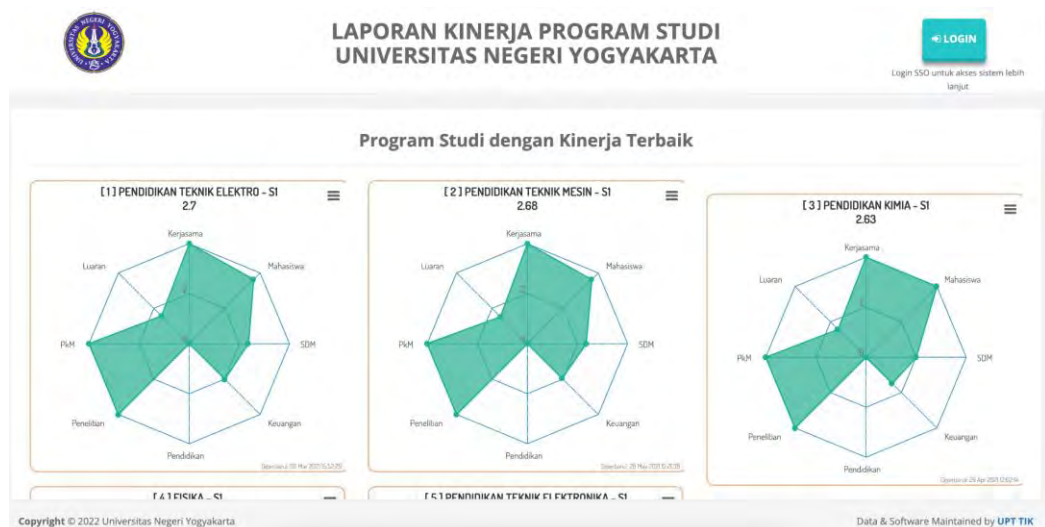 LAPORAN KINERJA PROGRAM STUDI
UNIVERSITAS NEGERI YOGYAKARTA
LOGIN
Login SSO untuk akses sistem lebih
lanjut
Program Studi dengan Kinerja Terbaik
[ 1 ] PENDIDIKAN TEKNIK ELEKTRO - S1
2.7
Kerjasama
Mahasiswa
SDM
Keuangan
Pendidikan
Penelitian
PkM
Luaran
[ 2 ] PENDIDIKAN TEKNIK MESIN - S1
2.68
Kerjasama
Mahasiswa
SDM
Keuangan
Pendidikan
Penelitian
PkM
Luaran
[ 3 ] PENDIDIKAN KIMIA - S1
2.63
Kerjasama
Mahasiswa
SDM
Keuangan
Pendidikan
Penelitian
PkM
Luaran
[ 4 ] FISIKA - S1
[ 5 ] PENDIDIKAN TEKNIK ELEKTRONIKA - S1
Copyright © 2022 Universitas Negeri Yogyakarta
Data & Software Maintained by UPT TIK